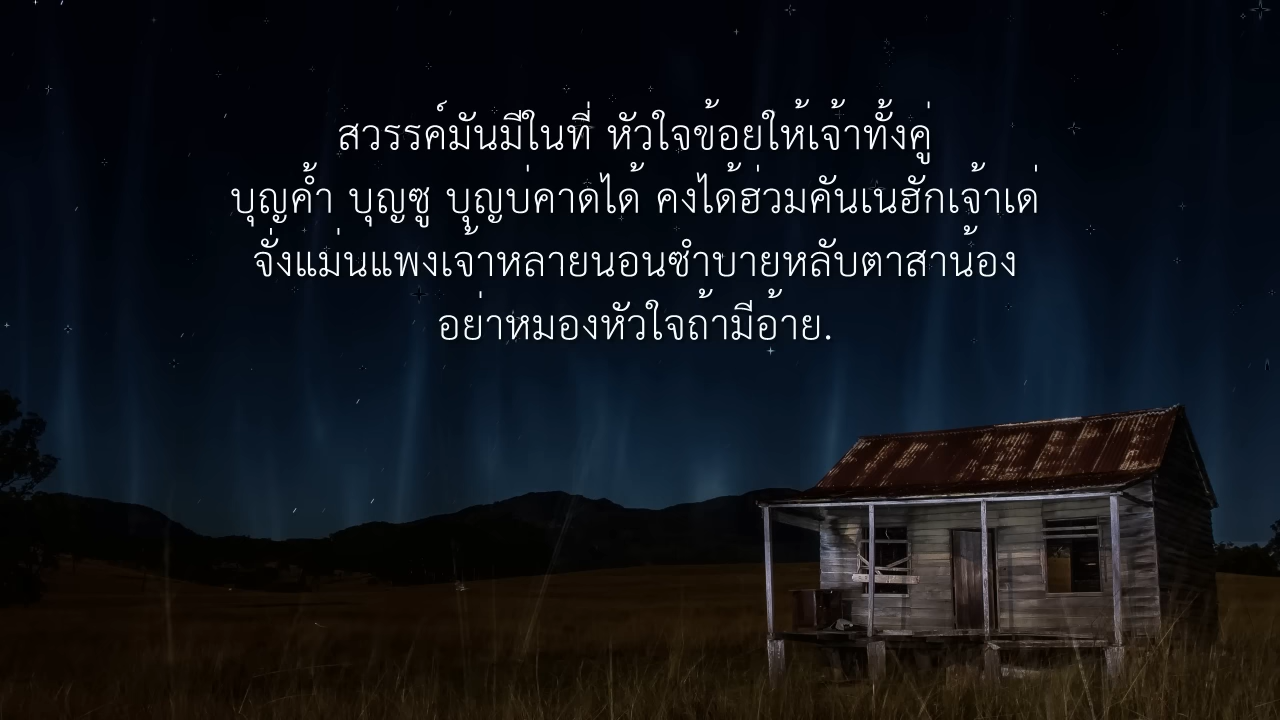 สวรรค์มันมีในที่ หัวใจข้อยให้เจ้าทั้งคู่
บุญค้ำ บุญซู บุญบ่คาดได้ คงได้ฮ่วมคันเนฮักเจ้าเด่
จั่งแม่นแพงเจ้าหลายนอนซำบายหลับตาสาน้อง
อย่าหมองหัวใจถ้ามีอ้าย.